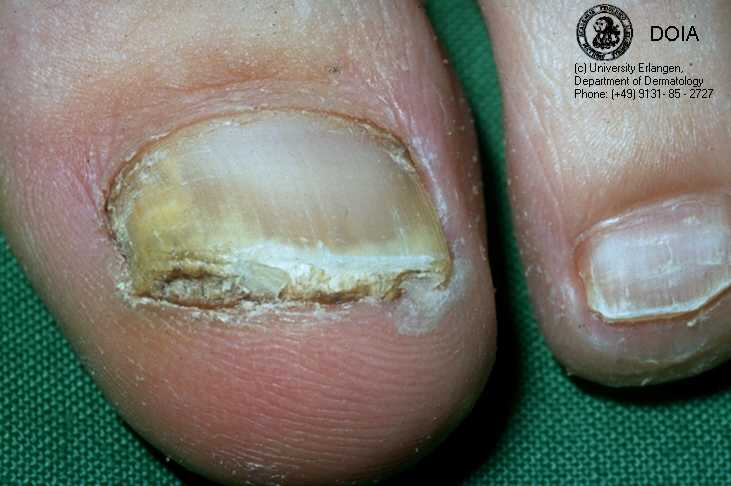 DOIA
(c) University Erlangen,
Department of Dermatology
Phone: (+49) 9131- 85 - 2727